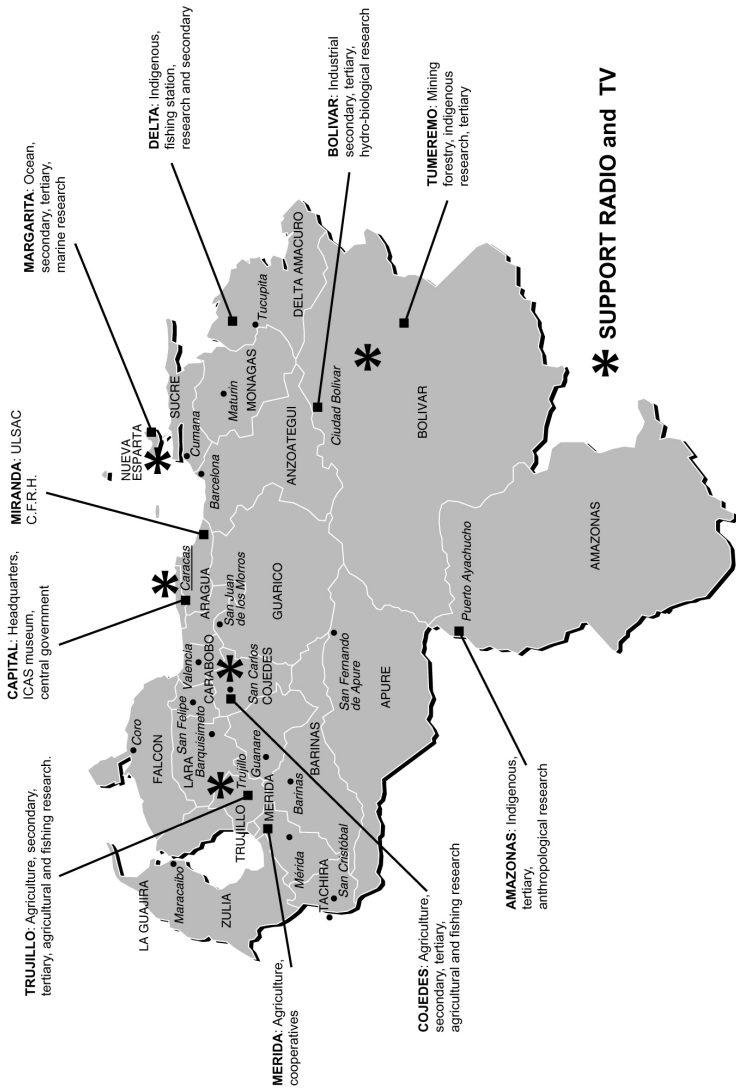 TRUJILLO: Agriculture, secondary,
tertiary, agricultural and fishing research.
CAPITAL: Headquarters,
ICAS museum,
central government
MIRANDA: ULSAC
C.F.R.H.
MARGARITA: Ocean,
secondary, tertiary,
marine research
DELTA: Indigenous,
fishing station,
research and secondary
BOLIVAR: Industrial
secondary, tertiary,
hydro-biological research
TUMEREMO: Mining
forestry, indigenous
research, tertiary
LA GUAJIRA
Maracaibo
ZULIA
Coro
FALCON
LARA
San Felipe
Barquisimeto
Valencia
CARABOBO
ARAGUA
Caracas
San Juan
de los Morros
San Carlos
COJEDES
GUARICO
TRUJILLO
Trujillo
Guanare
MERIDA
Mérida
Barinas
BARINAS
TACHIRA
San Cristóbal
San Fernando
de Apure
APURE
NUEVA
ESPARTA
SUCRE
Cumana
Barcelona
Maturin
MONAGAS
Tucupita
DELTA AMACURO
ANZOATEGUI
Ciudad Bolivar
BOLIVAR
Puerto Ayachucho
AMAZONAS
MERIDA: Agriculture,
cooperatives
COJEDES: Agriculture,
secondary, tertiary,
agricultural and fishing research
AMAZONAS: Indigenous,
tertiary,
anthropological research
* SUPPORT RADIO and TV